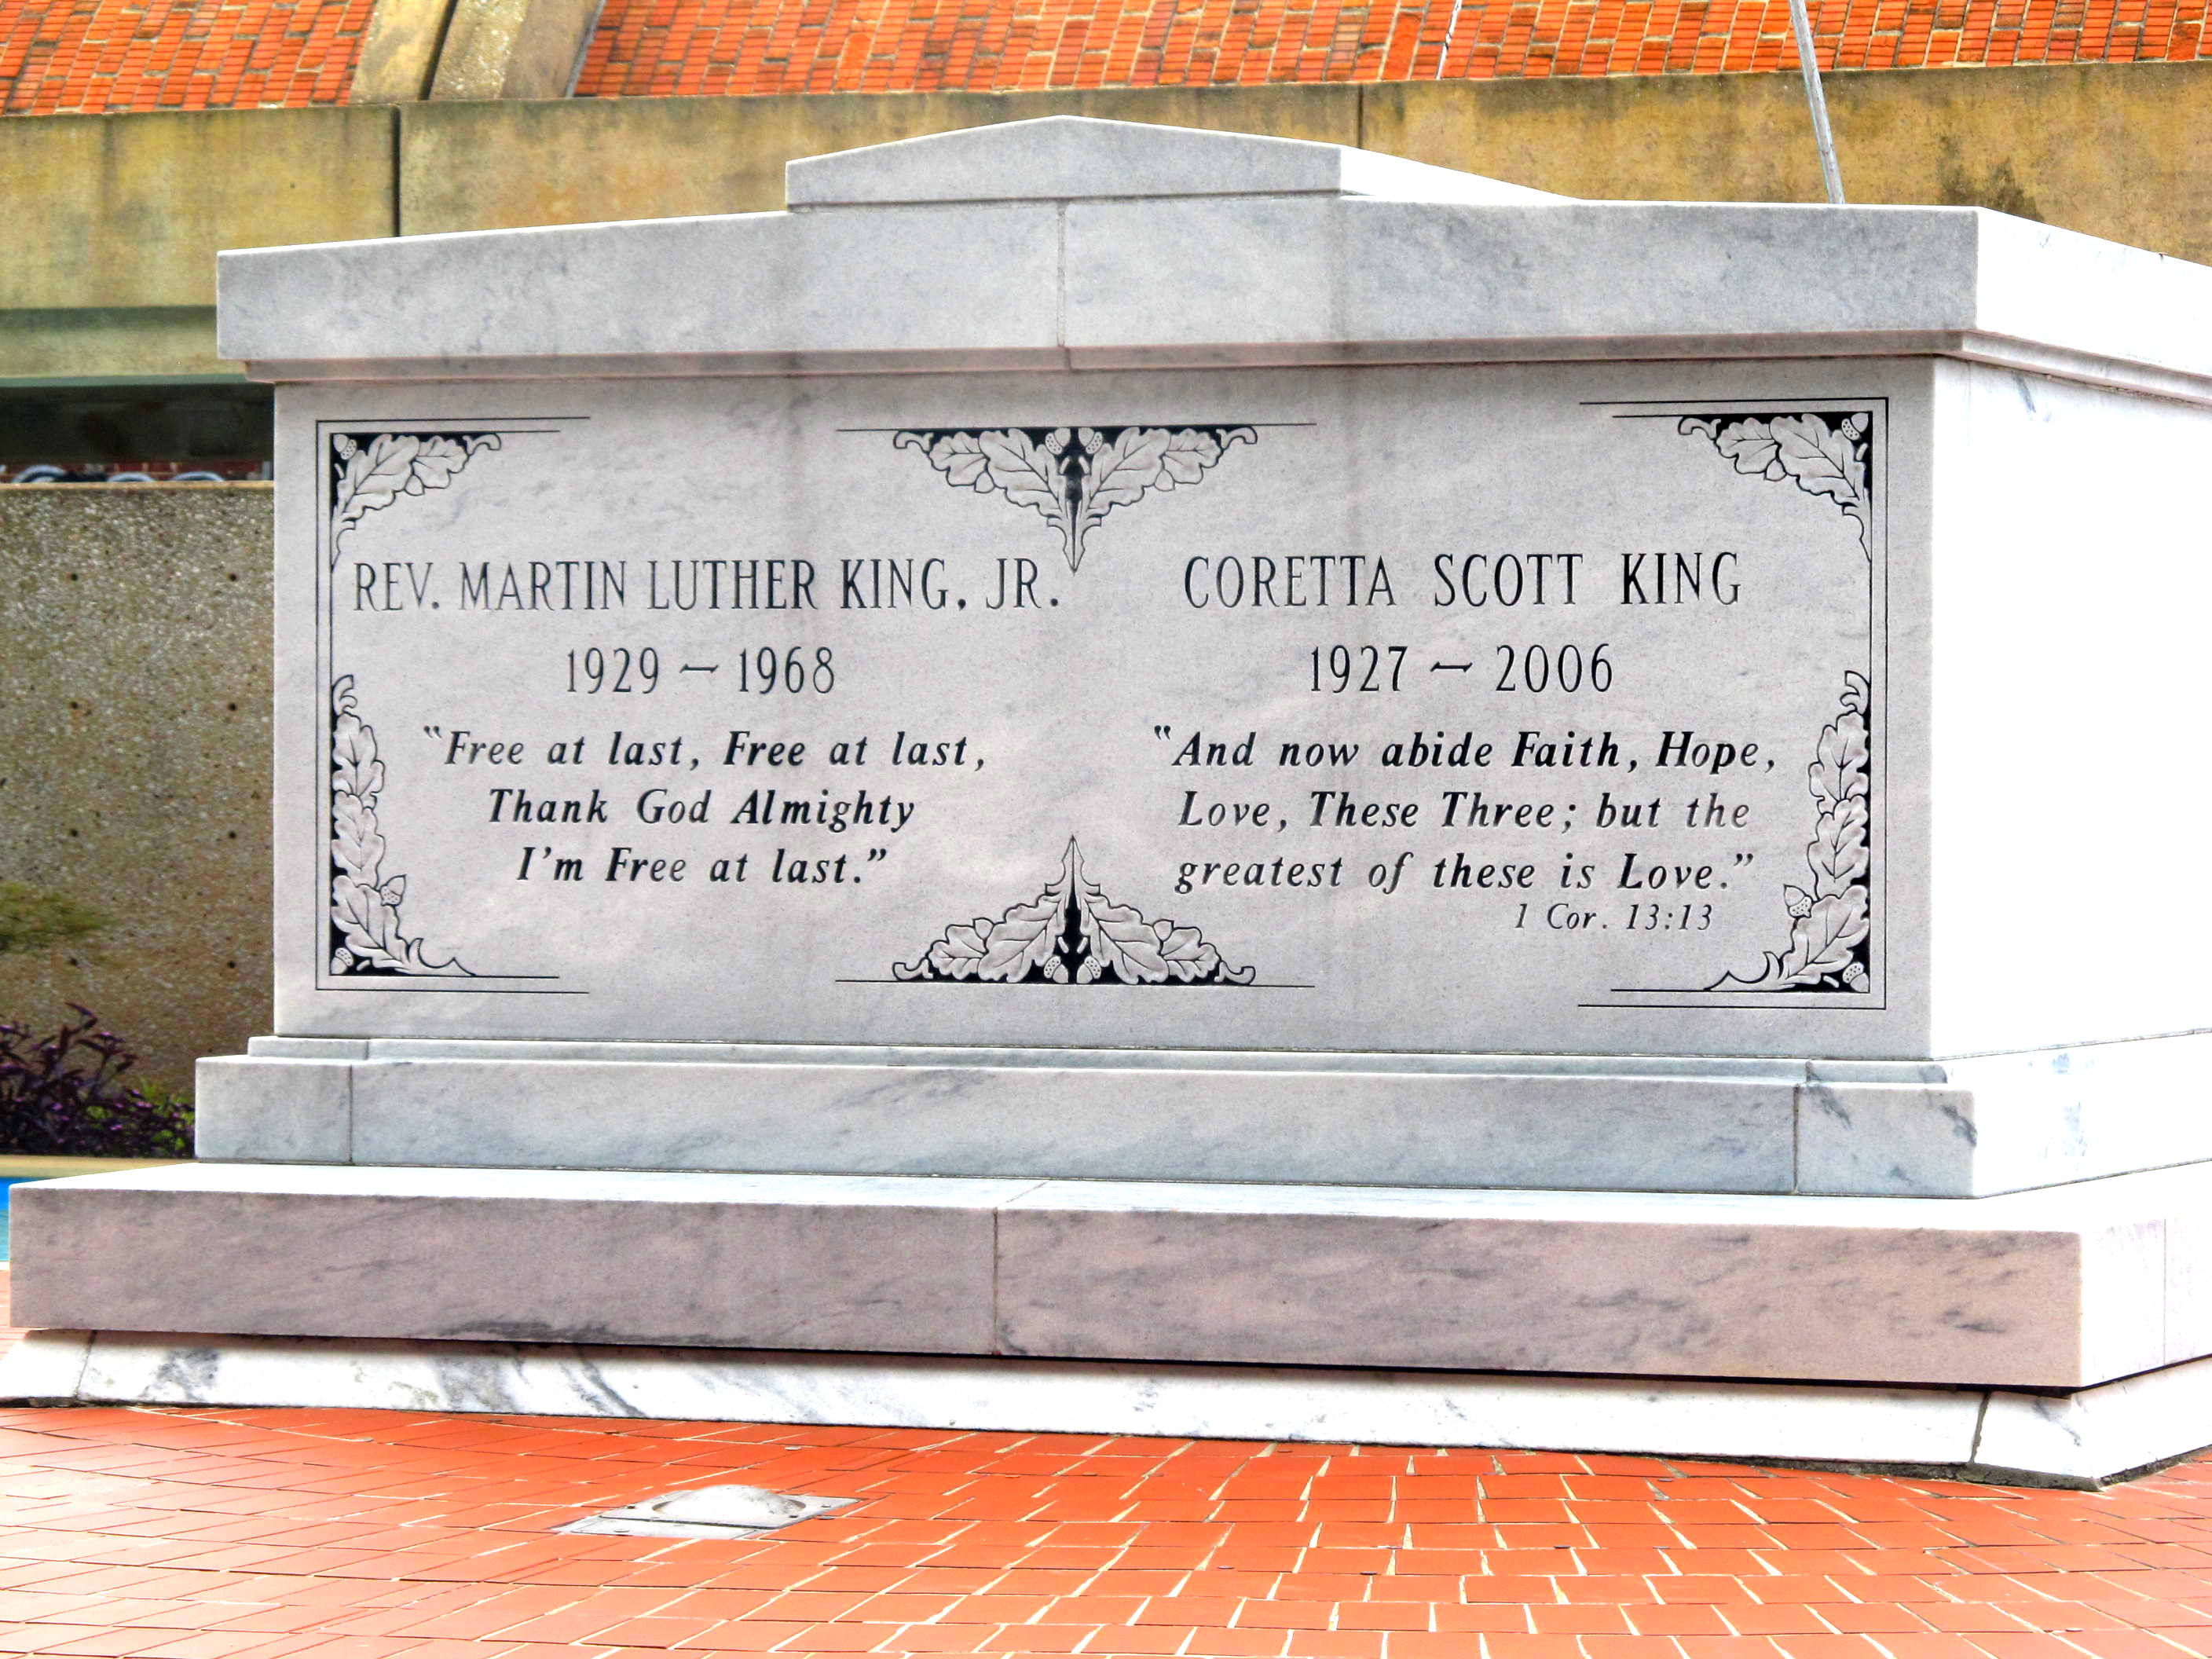 REV. MARTIN LUTHER KING, JR.
1929 ~ 1968
"Free at last, Free at last,
Thank God Almighty
I'm Free at last."
CORETTA SCOTT KING
1927 ~ 2006
"And now abide Faith, Hope,
Love, These Three; but the
greatest of these is Love."
1 Cor. 13:13